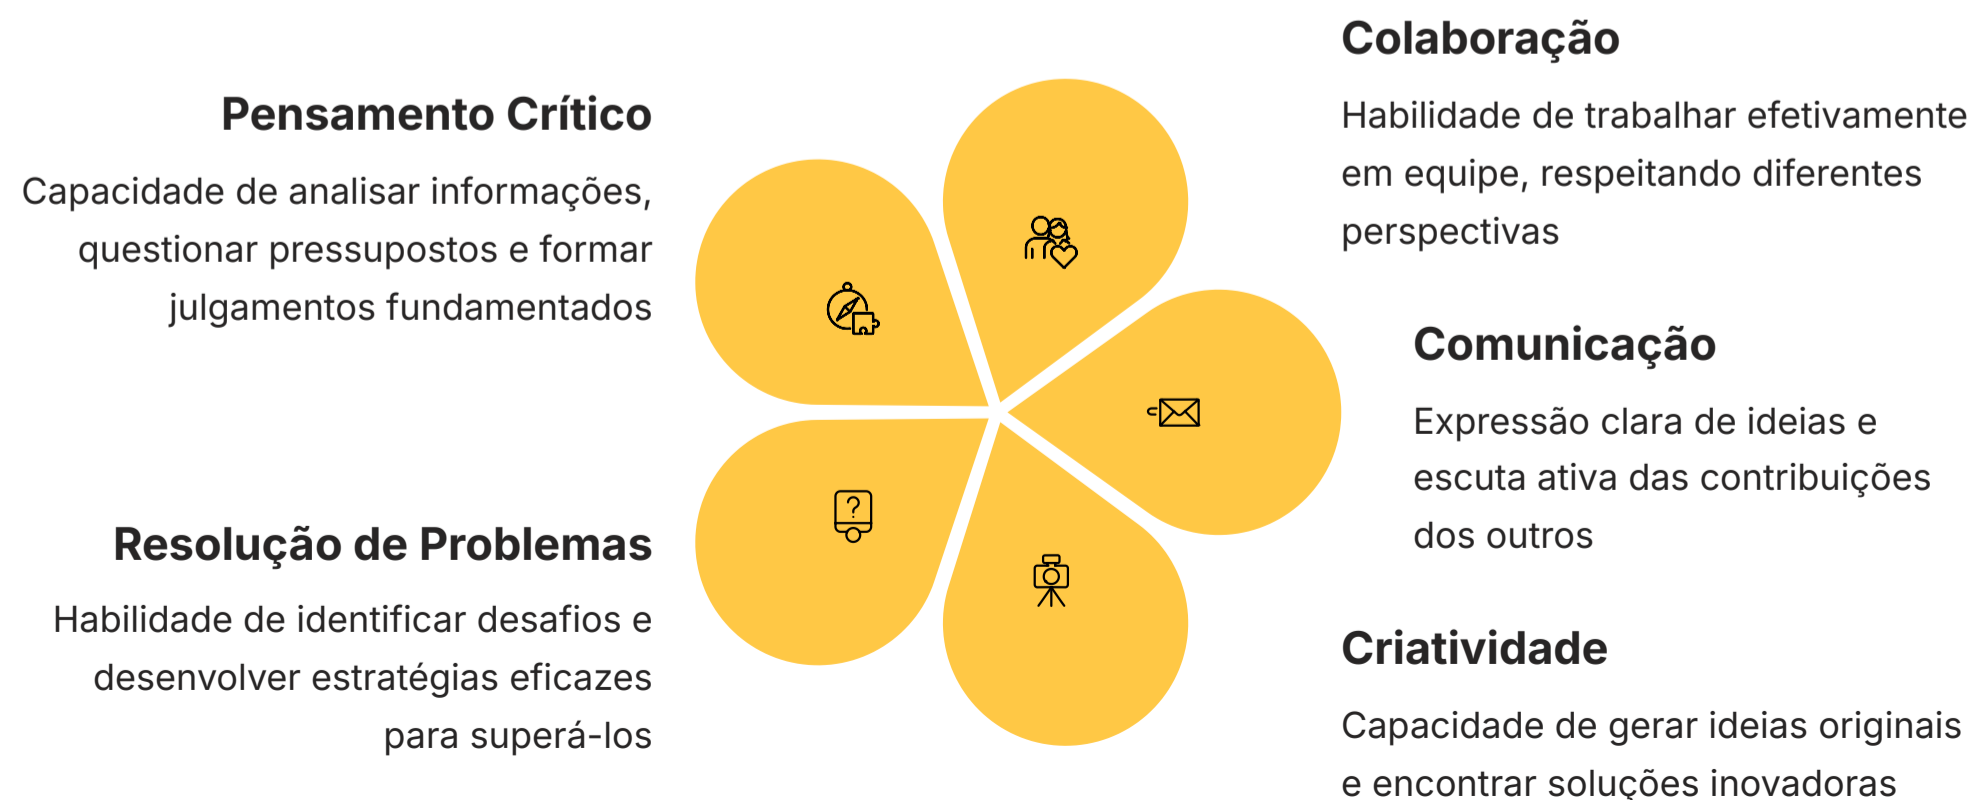 Pensamento Crítico
Capacidade de analisar informações,
questionar pressupostos e formar
julgamentos fundamentados
Resolução de Problemas
Habilidade de identificar desafios e
desenvolver estratégias eficazes
para superá-los
Colaboração
Habilidade de trabalhar efetivamente
em equipe, respeitando diferentes
perspectivas
Comunicação
Expressão clara de ideias e
escuta ativa das contribuições
dos outros
Criatividade
Capacidade de gerar ideias originais
e encontrar soluções inovadoras
?